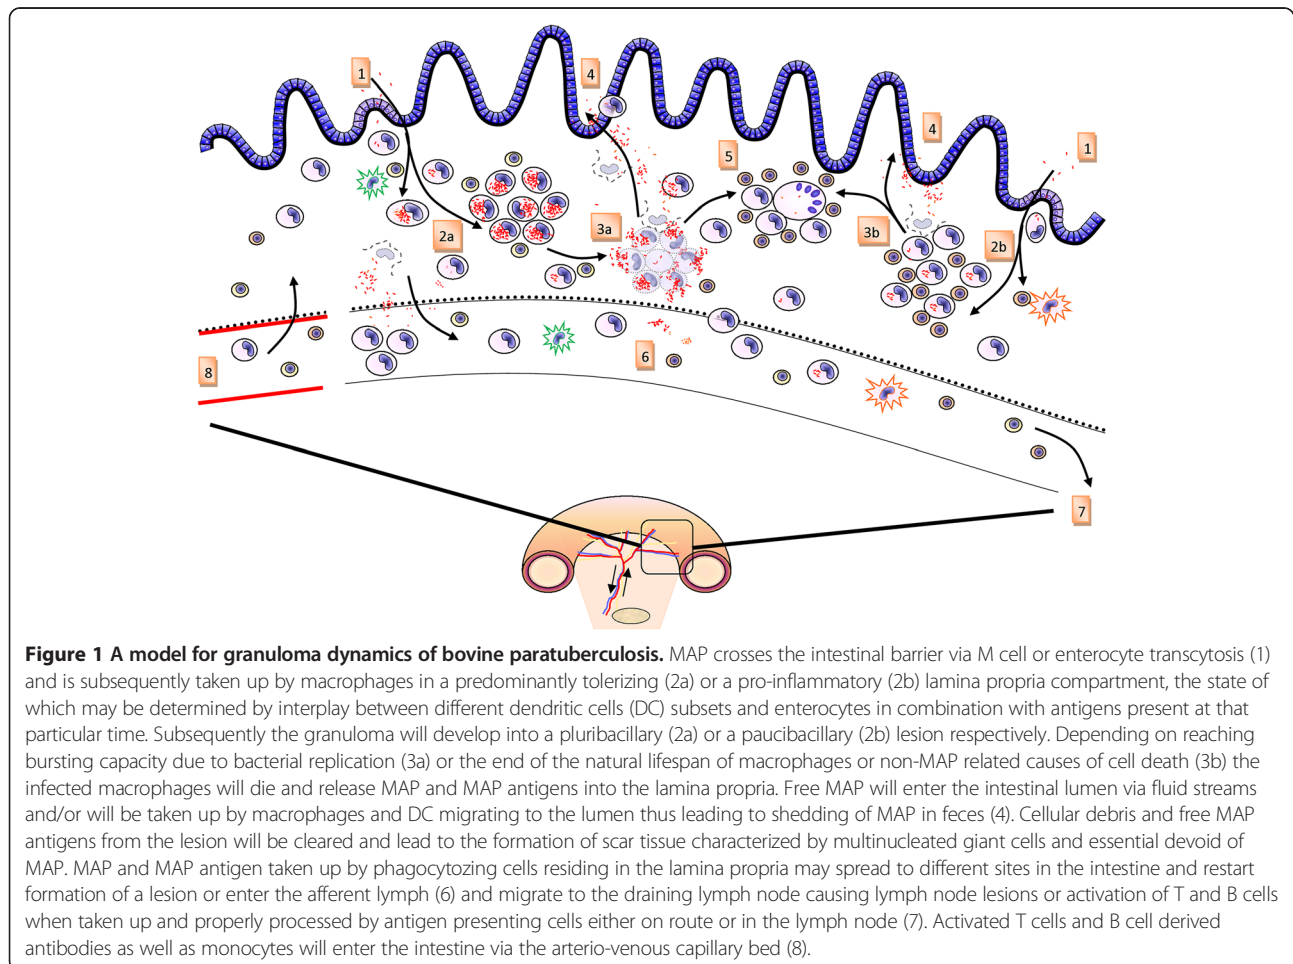 1
4
4
5
1
2a
3a
3b
2b
6
8
7
Figure 1 A model for granuloma dynamics of bovine paratuberculosis. MAP crosses the intestinal barrier via M cell or enterocyte transcytosis (1)
and is subsequently taken up by macrophages in a predominantly tolerizing (2a) or a pro-inflammatory (2b) lamina propria compartment, the state of
which may be determined by interplay between different dendritic cells (DC) subsets and enterocytes in combination with antigens present at that
particular time. Subsequently the granuloma will develop into a pluribacillary (2a) or a paucibacillary (2b) lesion respectively. Depending on reaching
bursting capacity due to bacterial replication (3a) or the end of the natural lifespan of macrophages or non-MAP related causes of cell death (3b) the
infected macrophages will die and release MAP and MAP antigens into the lamina propria. Free MAP will enter the intestinal lumen via fluid streams
and/or will be taken up by macrophages and DC migrating to the lumen thus leading to shedding of MAP in feces (4). Cellular debris and free MAP
antigens from the lesion will be cleared and lead to the formation of scar tissue characterized by multinucleated giant cells and essential devoid of
MAP. MAP and MAP antigen taken up by phagocytozing cells residing in the lamina propria may spread to different sites in the intestine and restart
formation of a lesion or enter the afferent lymph (6) and migrate to the draining lymph node causing lymph node lesions or activation of T and B cells
when taken up and properly processed by antigen presenting cells either on route or in the lymph node (7). Activated T cells and B cell derived
antibodies as well as monocytes will enter the intestine via the arterio-venous capillary bed (8).